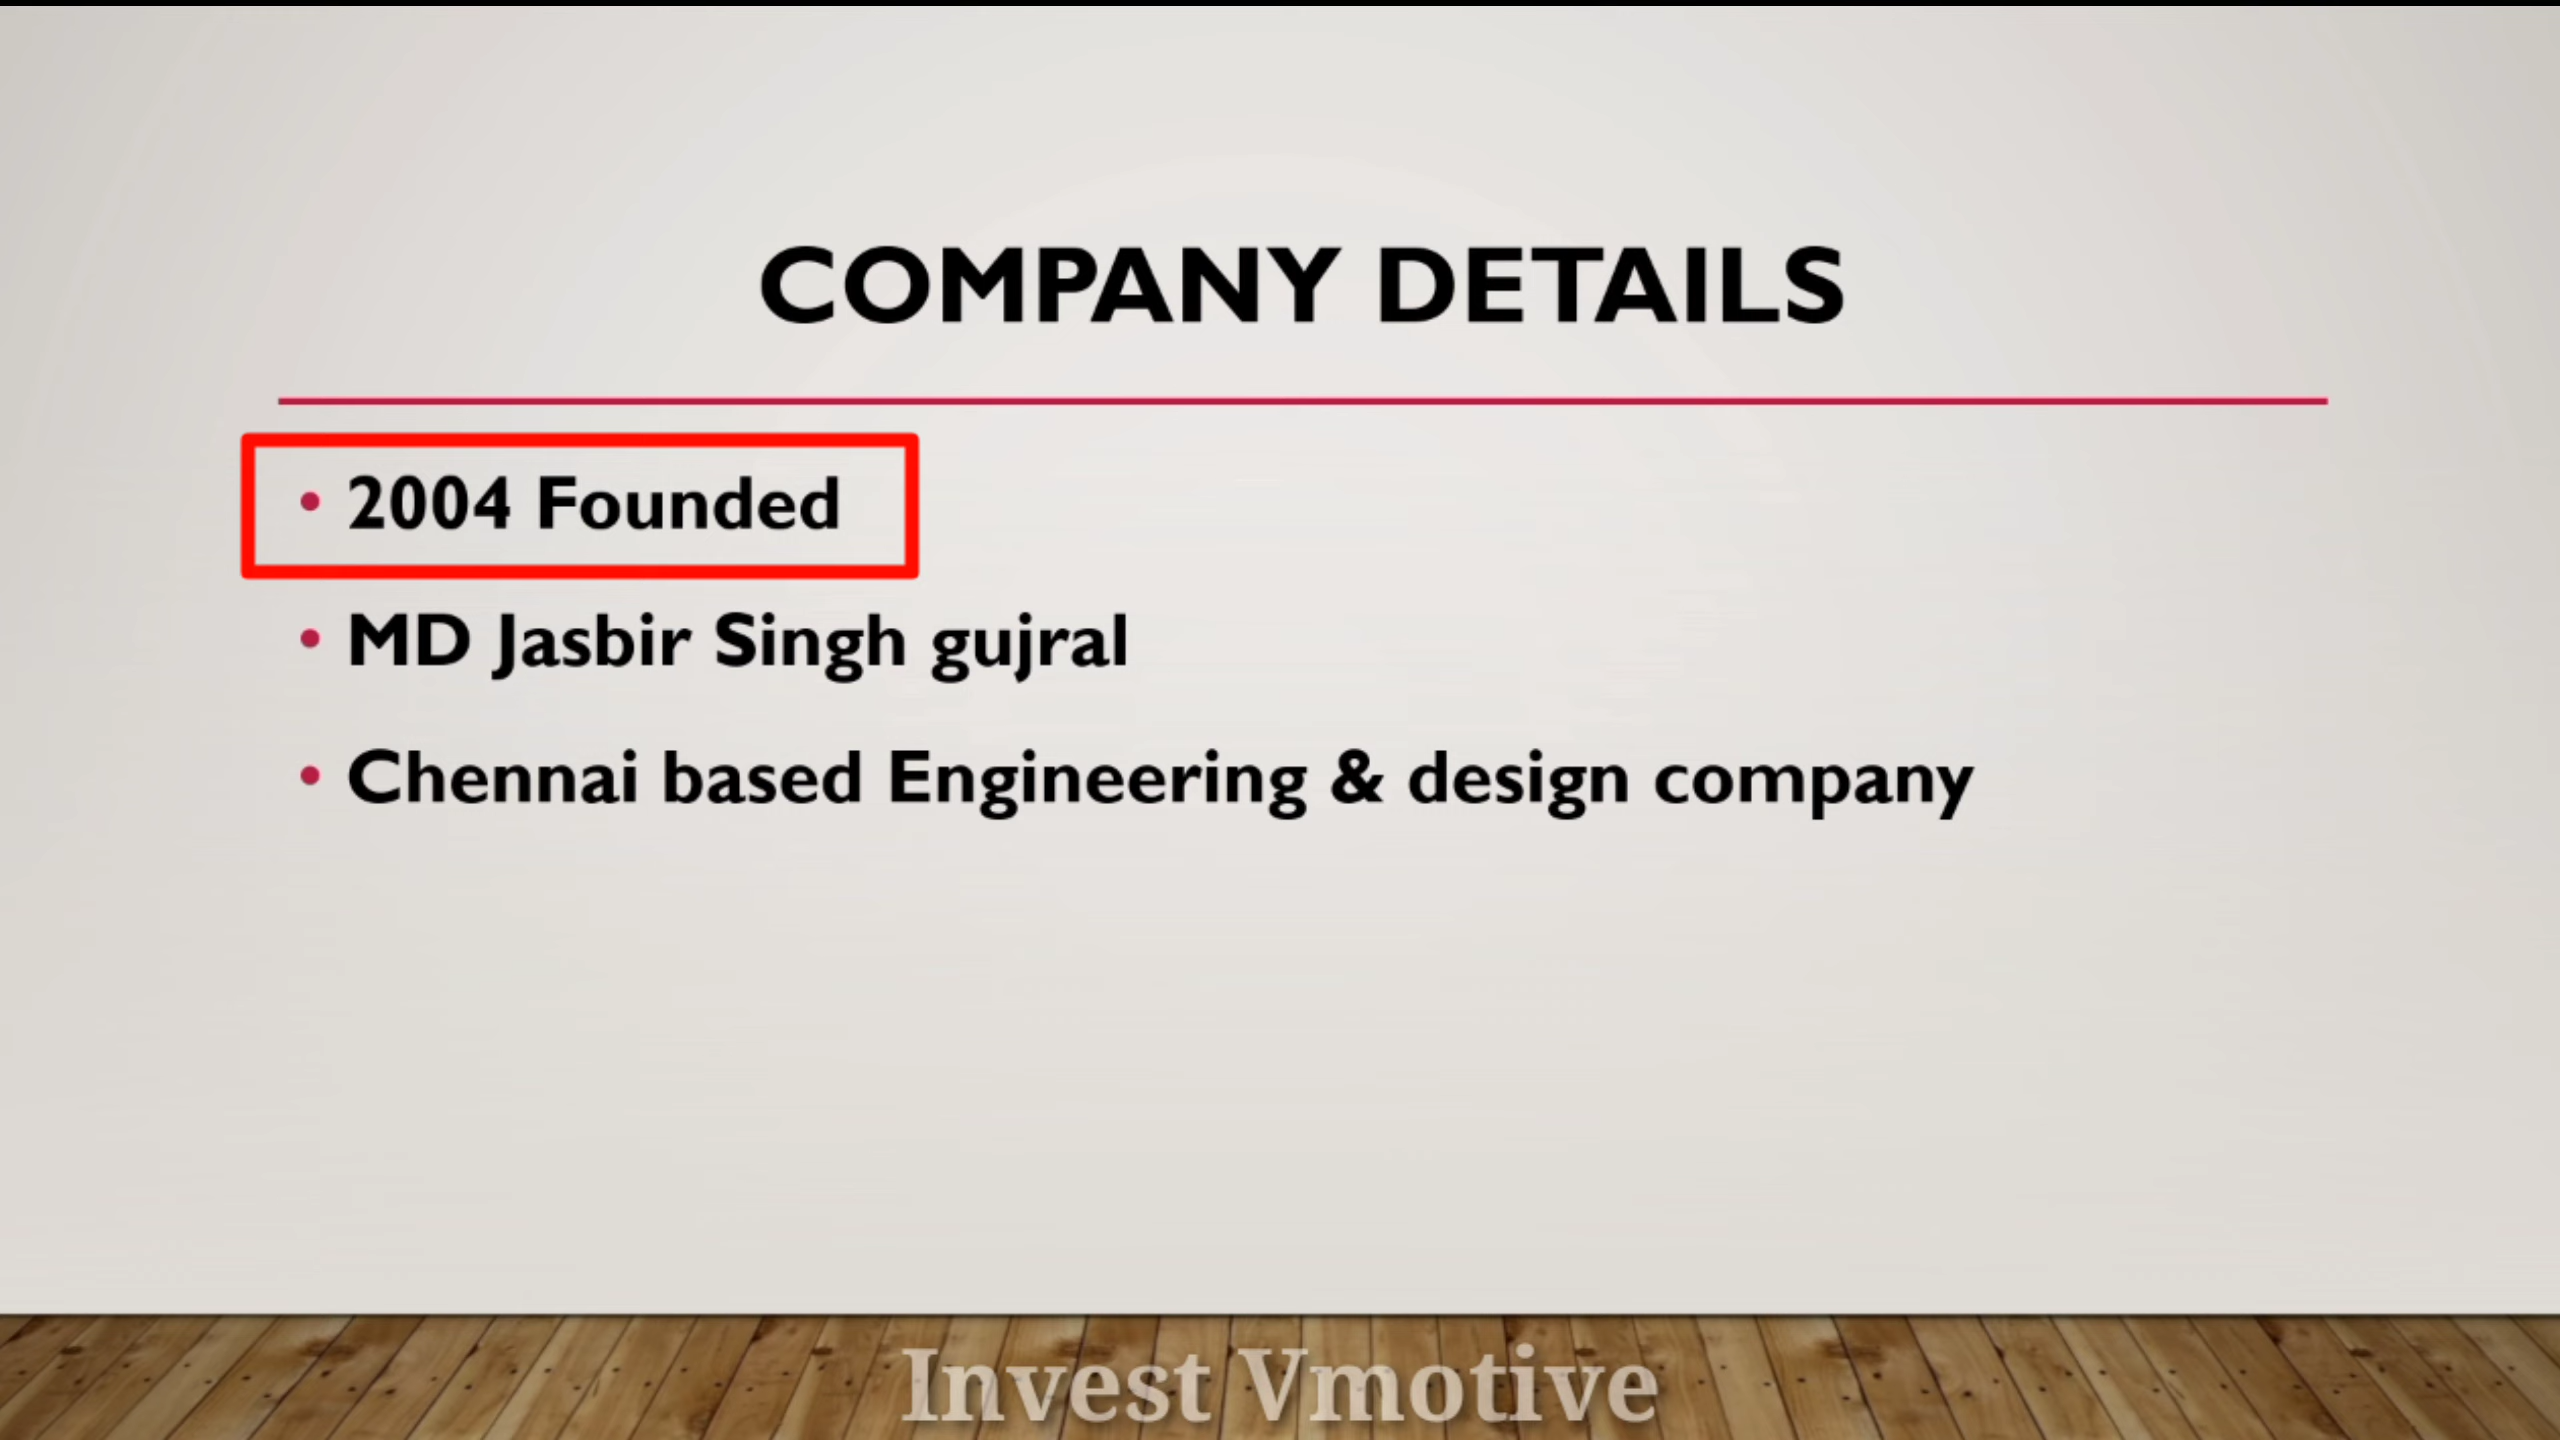 COMPANY DETAILS
• 2004 Founded
• MD Jasbir Singh gujral
• Chennai based Engineering & design company
Invest Vmotive